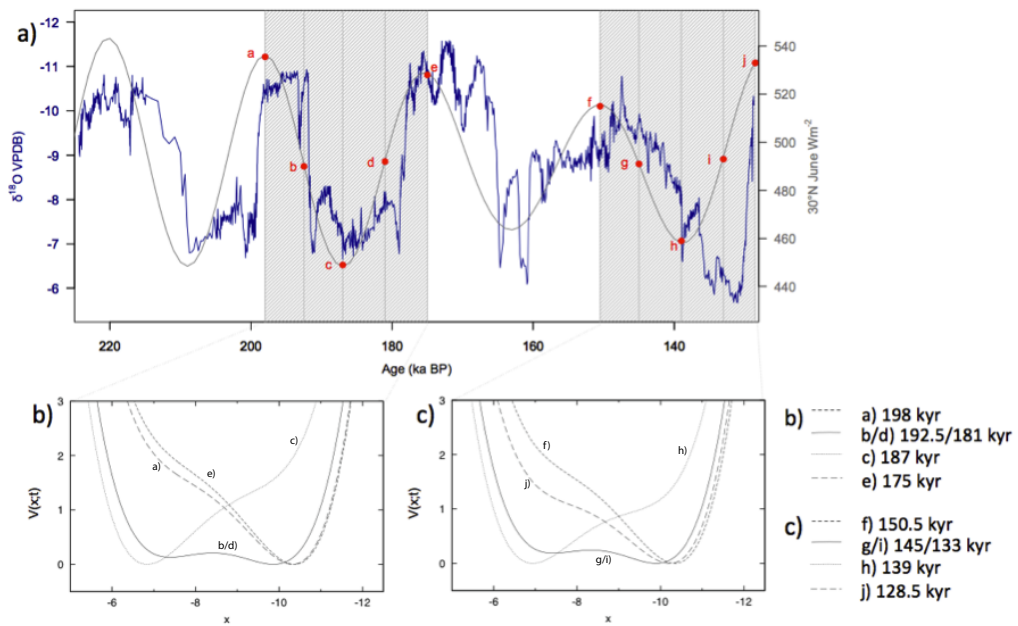 a)
-12
-11
-10
-9
-8
-7
-6
δ18O VPDB)
540
520
500
480
460
440
30°N June Wm-2
a
b
c
d
e
f
g
h
i
j
220
200
180
160
140
Age (ka BP)
b)
3
2
1
0
V(x;t)
a)
e)
c)
b/d)
-6
-8
-10
-12
x
c)
3
2
1
0
V(x;t)
f)
j)
h)
g/i)
-6
-8
-10
-12
x
b)
a) 198 kyr
b/d) 192.5/181 kyr
c) 187 kyr
e) 175 kyr
c)
f) 150.5 kyr
g/i) 145/133 kyr
h) 139 kyr
j) 128.5 kyr